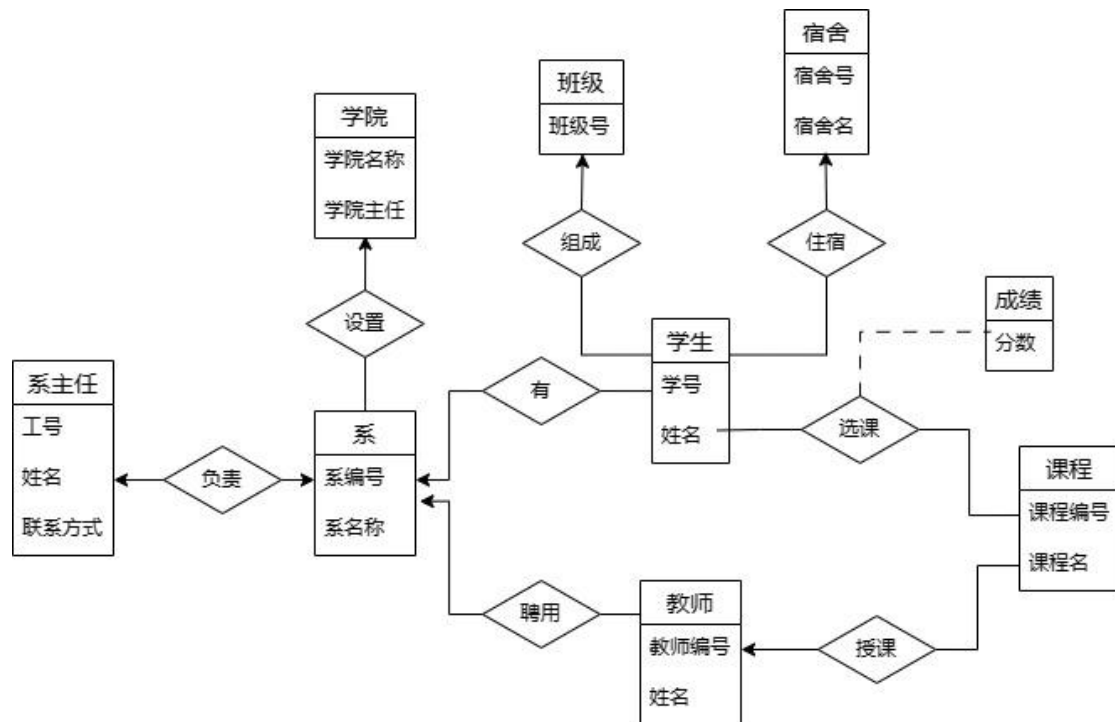 宿舍
宿舍号
宿舍名
班级
班级号
学院
学院名称
学院主任
组成
住宿
设置
成绩
分数
学生
学号
姓名
系主任
工号
姓名
联系方式
有
选课
系
系编号
系名称
负责
课程
课程编号
课程名
聘用
教师
教师编号
姓名
授课